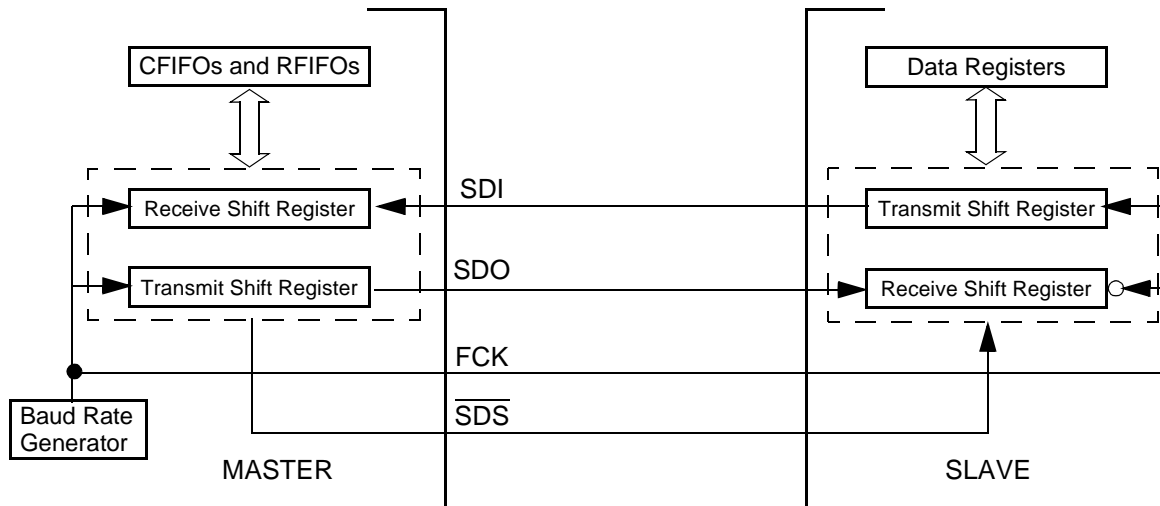 CFIFOs and RFIFOs
Data Registers
SDI
Receive Shift Register
Transmit Shift Register
SDO
Transmit Shift Register
Receive Shift Register
FCK
SDS
Baud Rate
Generator
MASTER
SLAVE